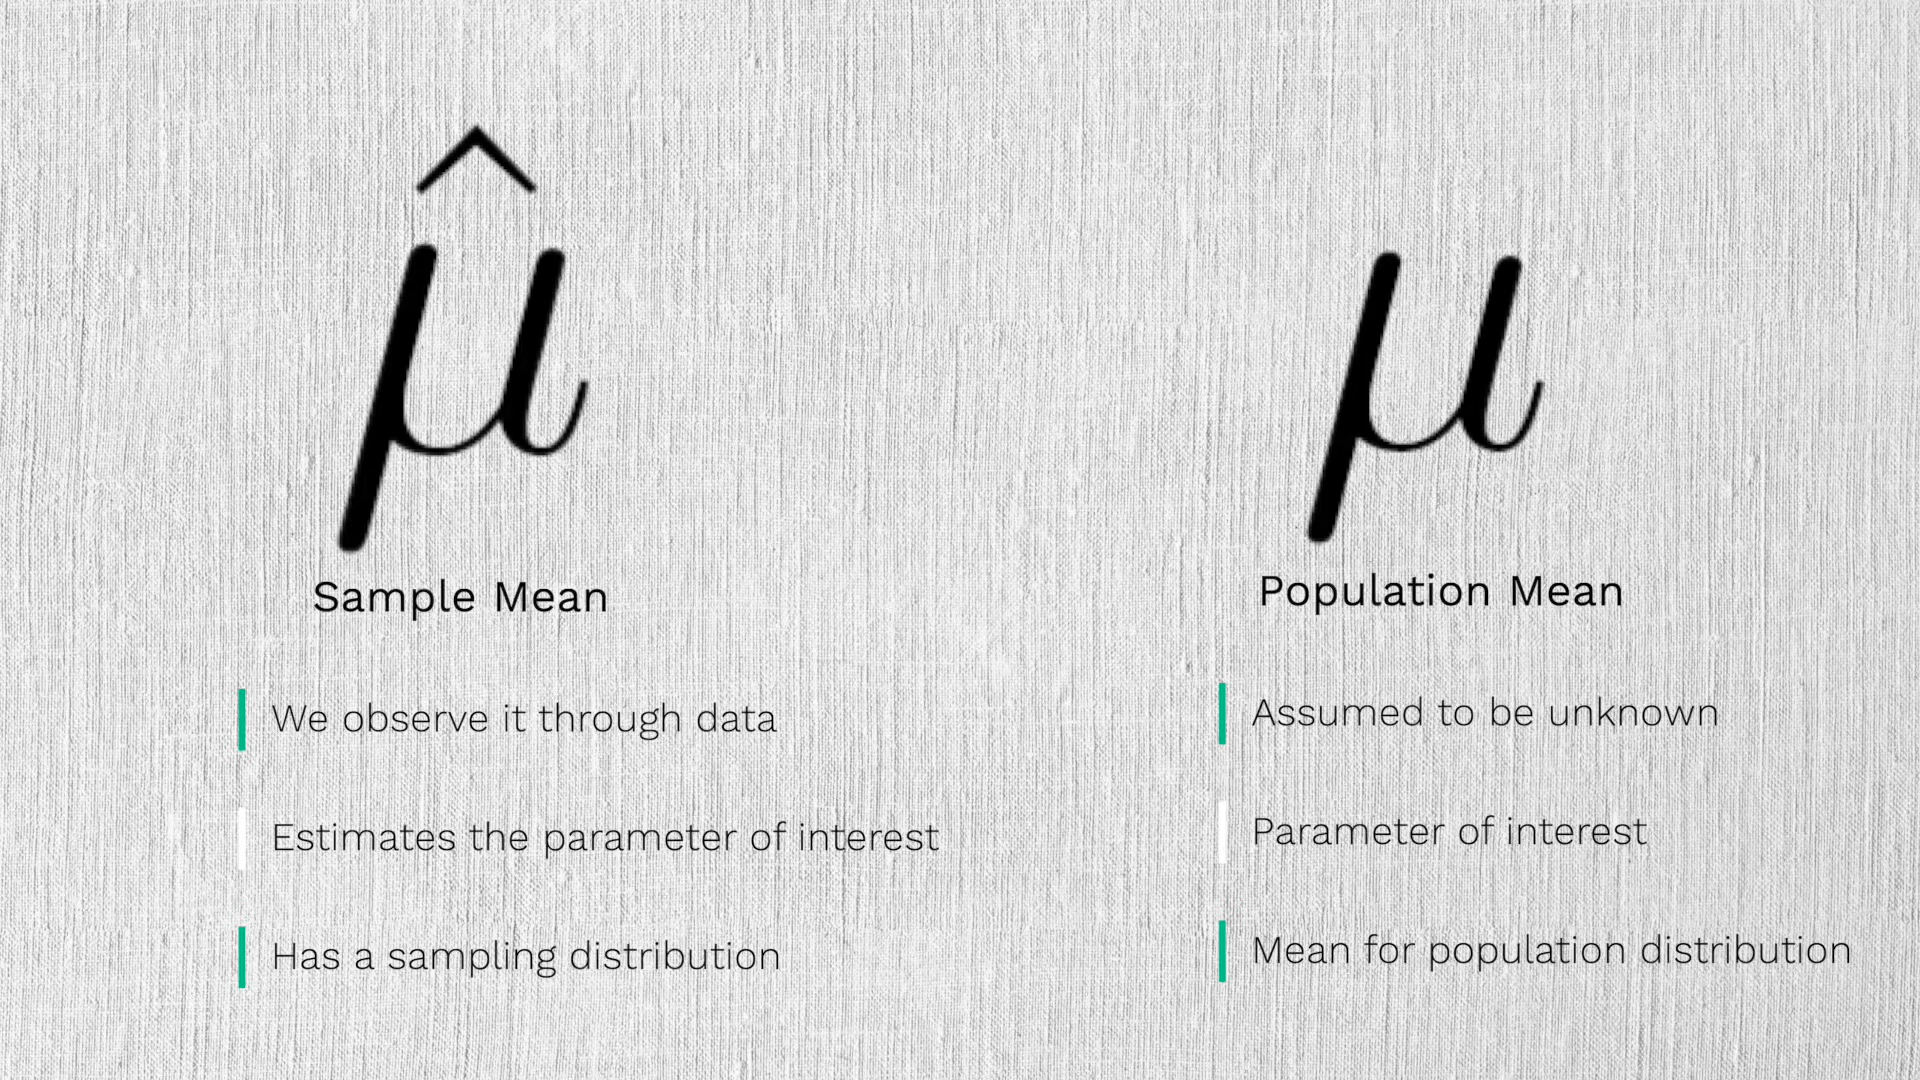 μ̂
Sample Mean
We observe it through data
Estimates the parameter of interest
Has a sampling distribution
μ
Population Mean
Assumed to be unknown
Parameter of interest
Mean for population distribution